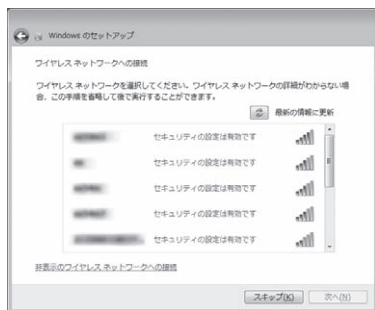 Windows のセットアップ
ワイヤレス ネットワークへの接続
ワイヤレス ネットワークを選択してください。ワイヤレス ネットワークの詳細がわからない場
合、この手順を省略して後で実行することができます。
最新の情報に更新
セキュリティの設定は有効です
セキュリティの設定は有効です
セキュリティの設定は有効です
セキュリティの設定は有効です
セキュリティの設定は有効です
非表示のワイヤレス ネットワークへの接続
スキップ(K) 次へ(N)